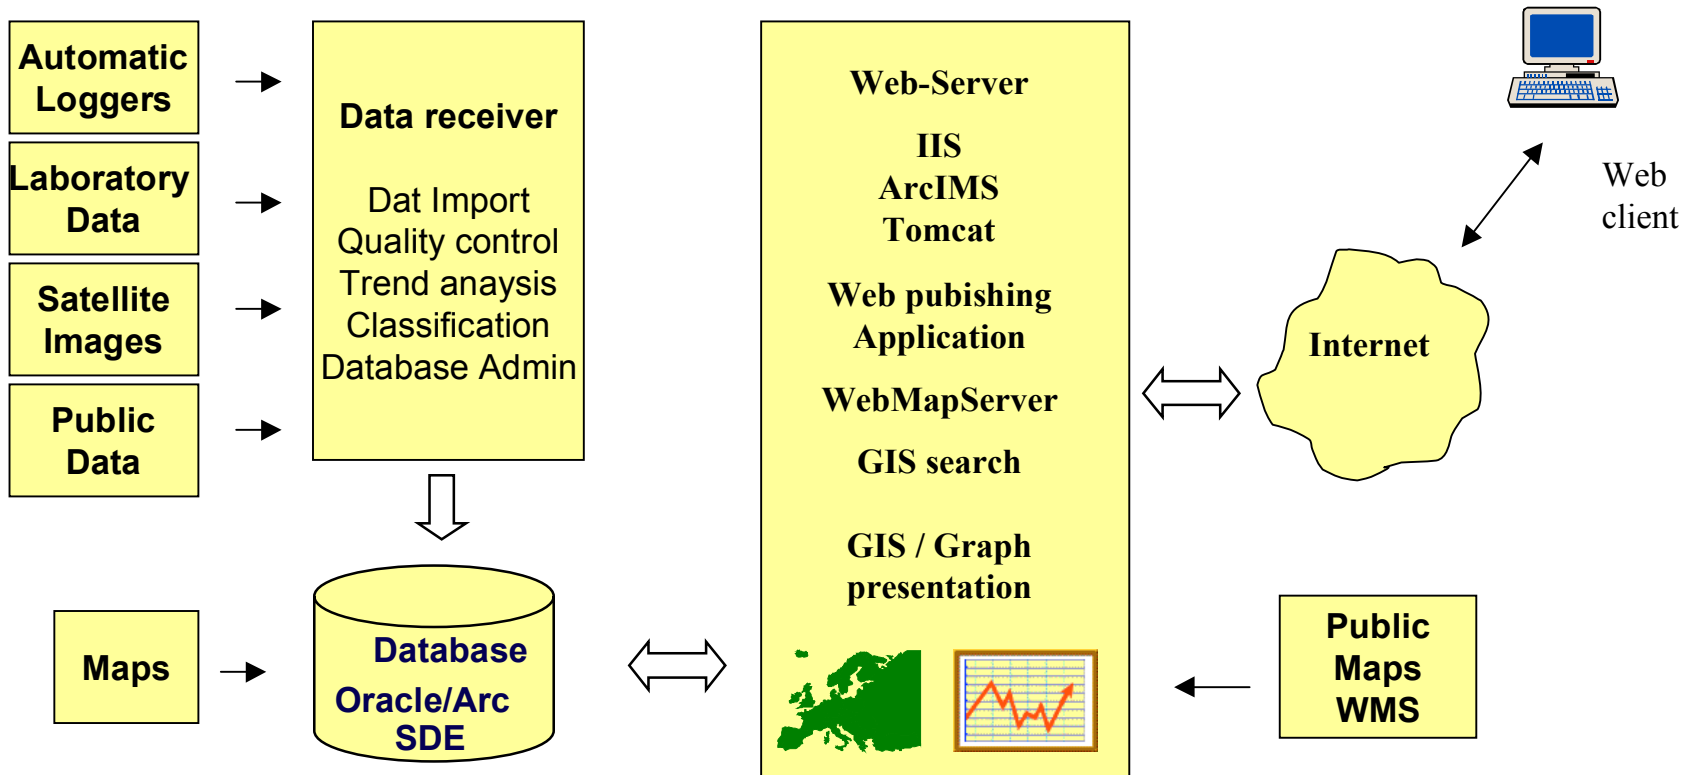 Automatic
Loggers
Laboratory
Data
Satellite
Images
Public
Data
Maps
Data receiver
Dat Import
Quality control
Trend anaysis
Classification
Database Admin
Database
Oracle/Arc
SDE
Web-Server
IIS
ArcIMS
Tomcat
Web pubishing
Application
WebMapServer
GIS search
GIS / Graph
presentation
Internet
Web
client
Public
Maps
WMS